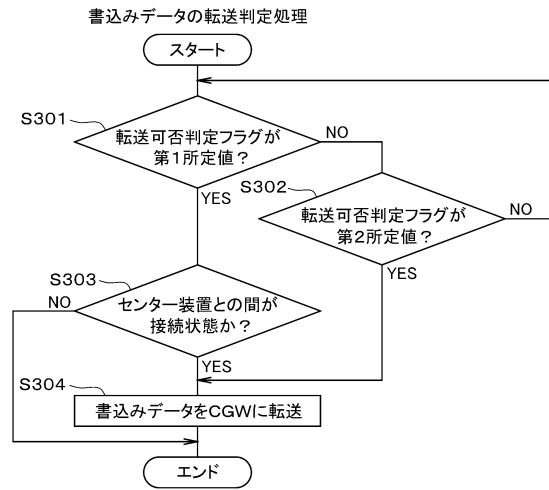 書込みデータの転送判定処理
スタート
S301
転送可否判定フラグが
第1所定値？
NO
YES
S302
転送可否判定フラグが
第2所定値？
NO
YES
S303
センター装置との間が
接続状態か？
NO
YES
S304
書込みデータをCGWに転送
エンド